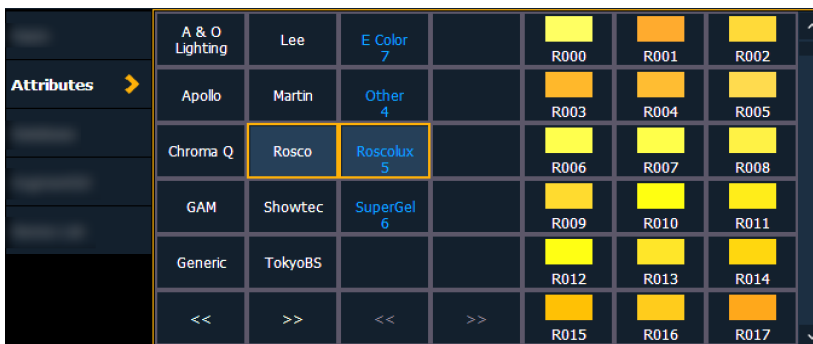 Attributes
A & O
Lighting
Lee
E Color
7
R000
R001
R002
Apollo
Martin
Other
4
R003
R004
R005
Chroma Q
Rosco
Roscolux
5
R006
R007
R008
GAM
Showtec
SuperGel
6
R009
R010
R011
Generic
TokyoBS
R012
R013
R014
<<
>>
<<
>>
R015
R016
R017